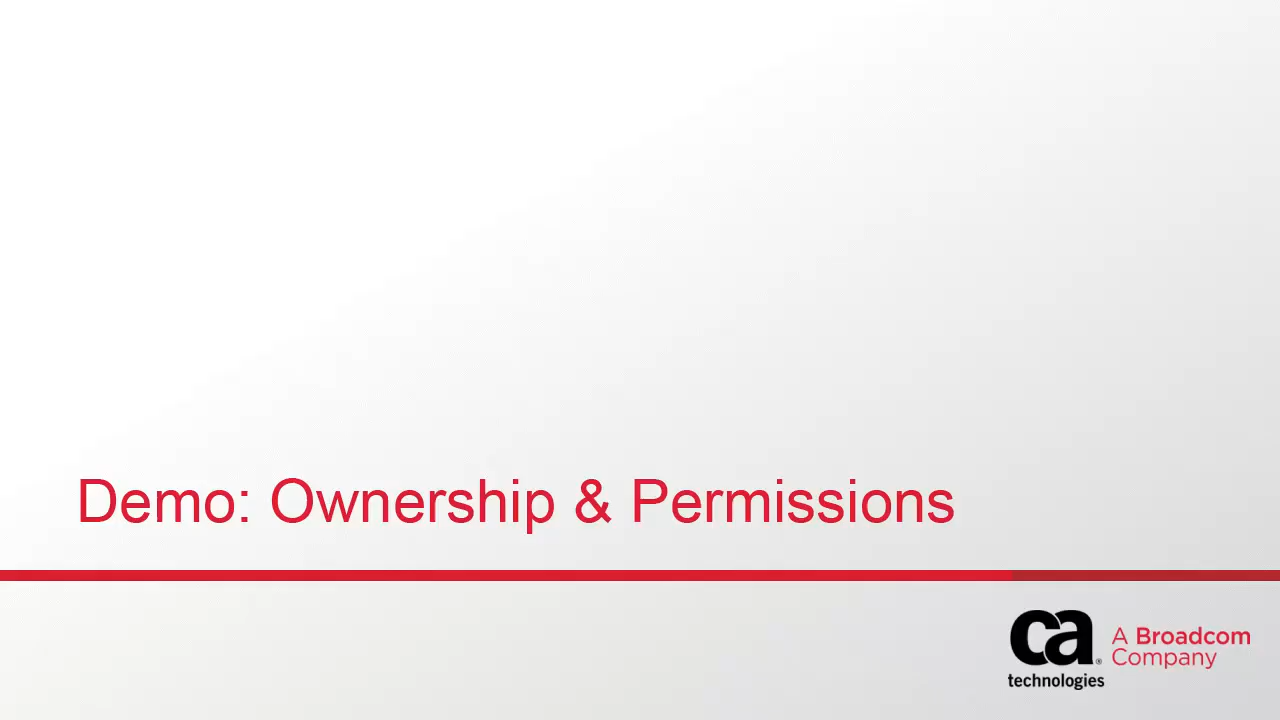 Demo: Ownership & Permissions
ca
technologies
A Broadcom
Company